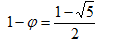 1 − φ = (1 − √5)/2